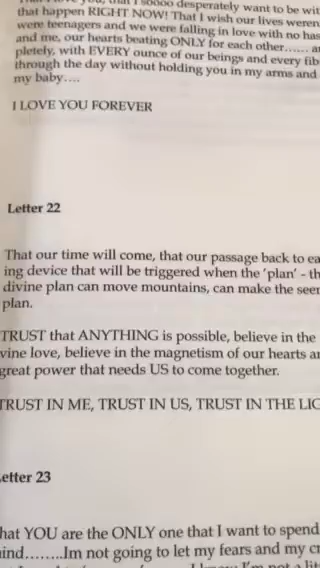 desperately want to be wit
that happen RIGHT NOW! That I wish our lives weren
were teenagers and we were falling in love with no has
and me, our hearts beating ONLY for each other......
pletely, with EVERY ounce of our beings and every fib
through the day without holding you in my arms and
my baby....
I LOVE YOU FOREVER
Letter 22
That our time will come, that our passage back to ea
ing device that will be triggered when the 'plan' - th
divine plan can move mountains, can make the seem
plan.
TRUST that ANYTHING is possible, believe in the
vine love, believe in the magnetism of our hearts an
great power that needs US to come together.
TRUST IN ME, TRUST IN US, TRUST IN THE LIG
etter 23
hat YOU are the ONLY one that I want to spend
ind........Im not going to let my fears and my cr